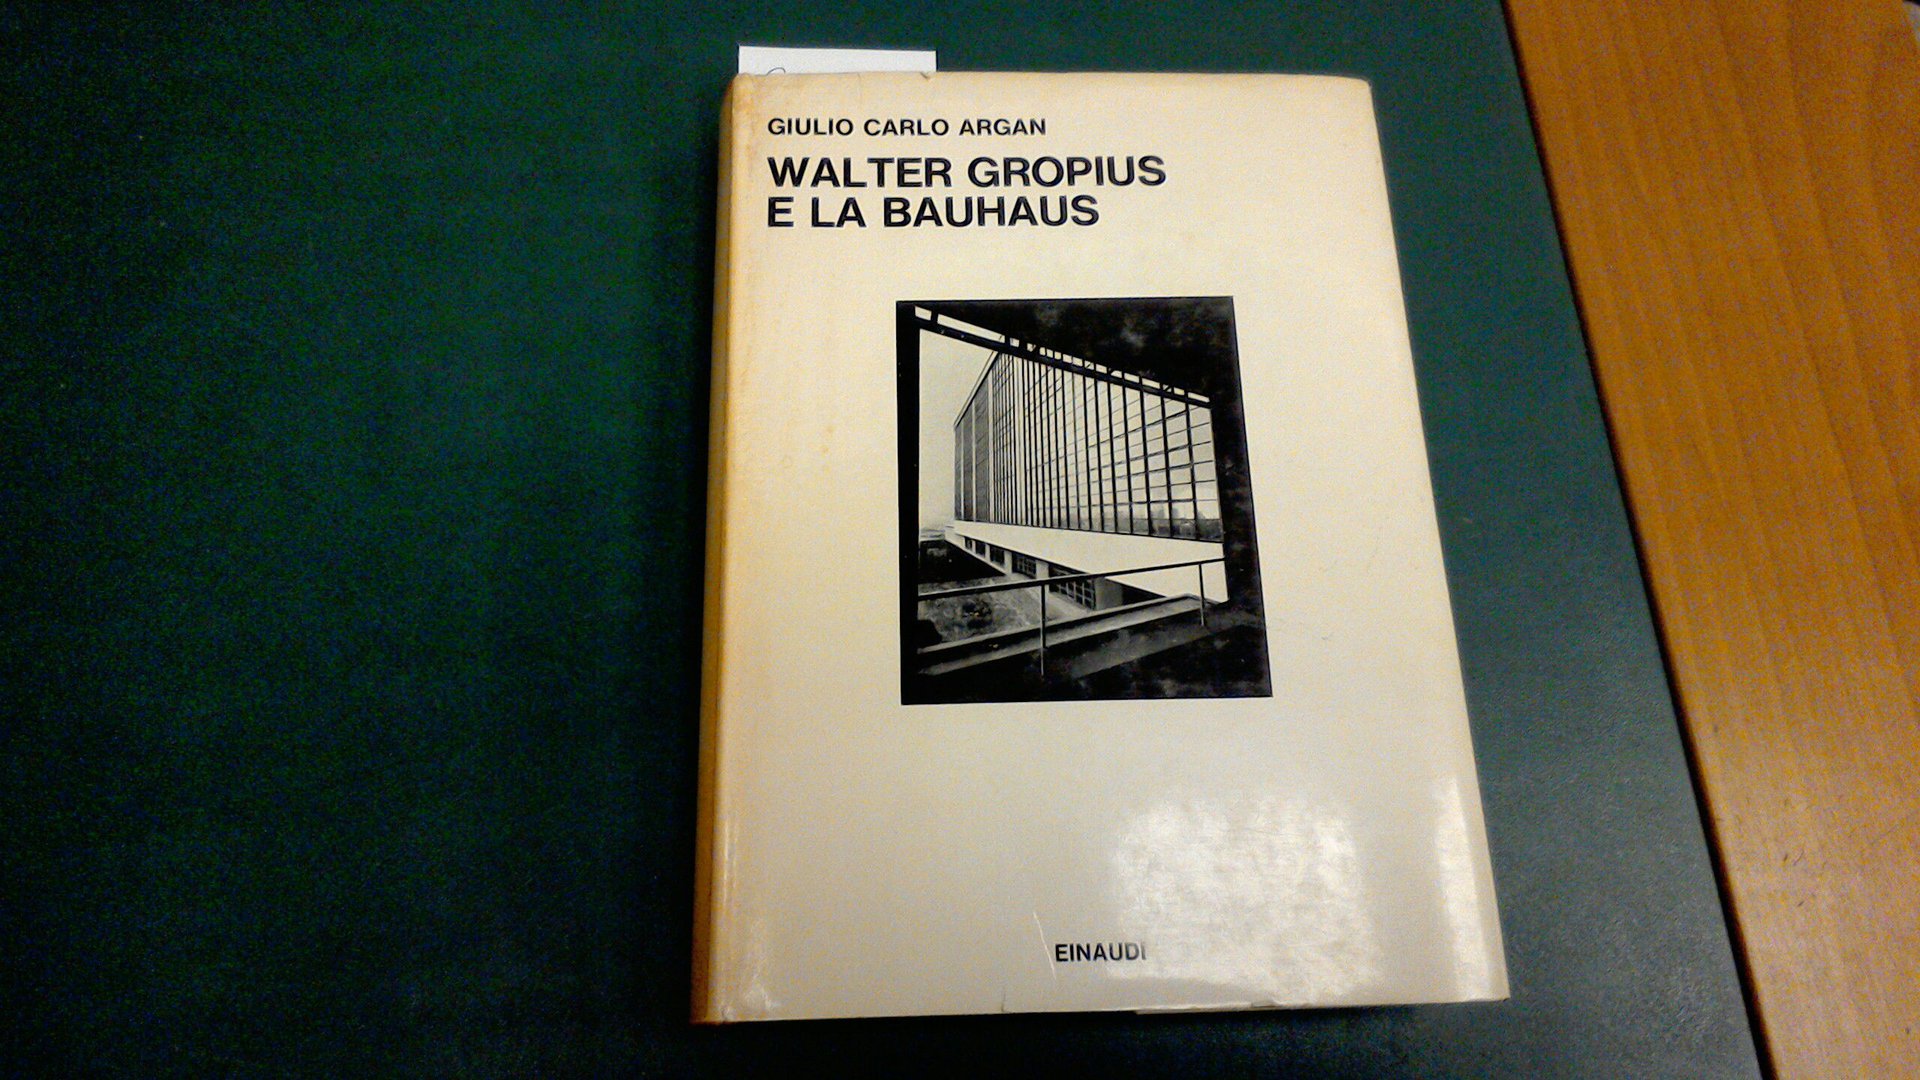 GIULIO CARLO ARGAN
WALTER GROPIUS
E LA BAUHAUS
EINAUDI